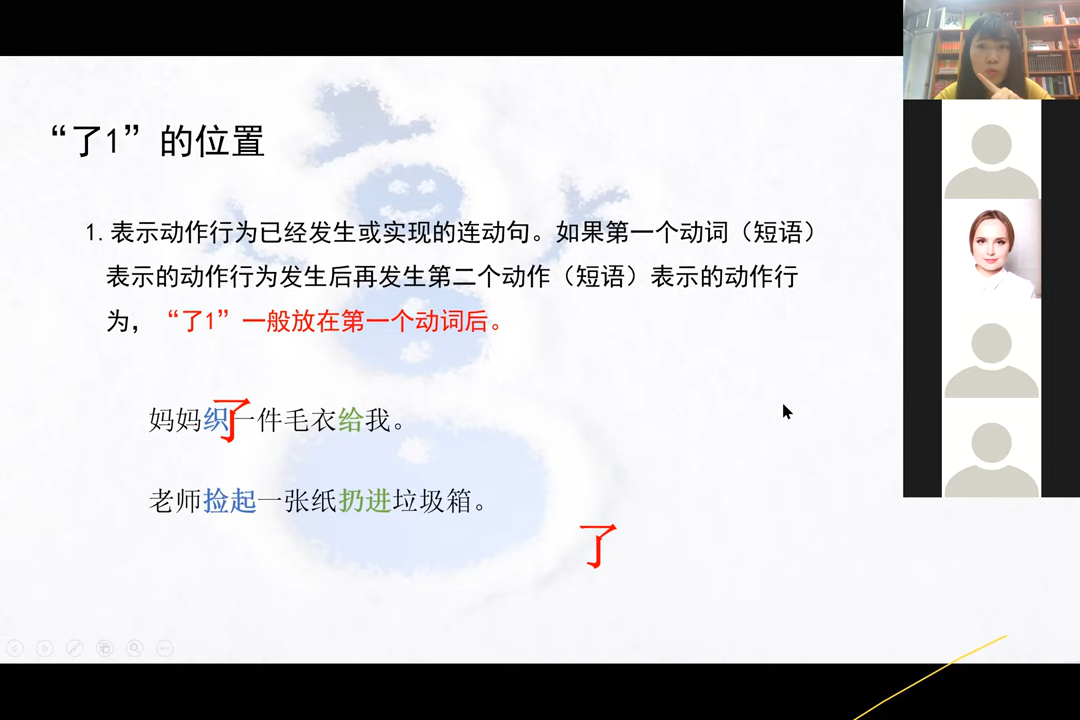 “了1”的位置
1.表示动作行为已经发生或实现的连动句。如果第一个动词（短语）
表示的动作行为发生后再发生第二个动作（短语）表示的动作行
为，“了1”一般放在第一个动词后。
妈妈织了一件毛衣给我。
老师捡起一张纸扔进垃圾箱。
了